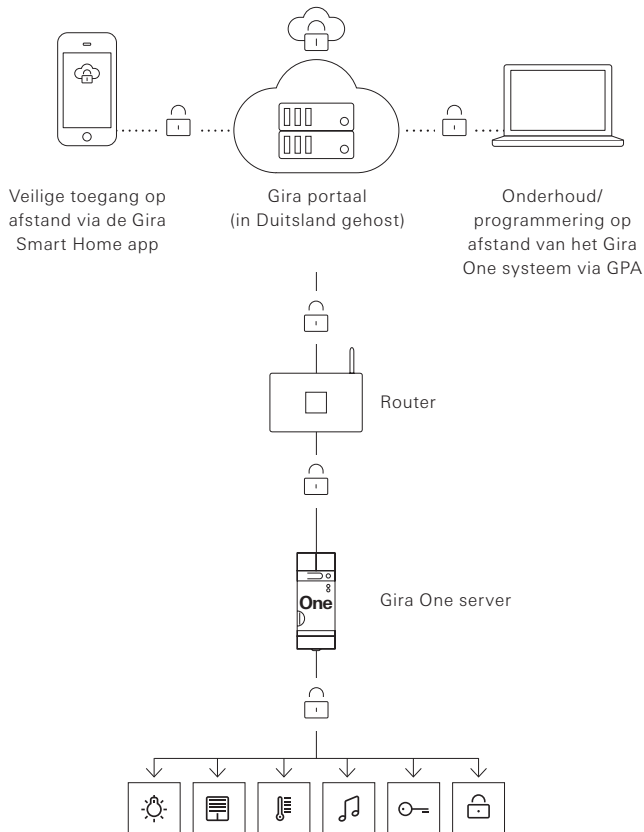 Veilige toegang op
afstand via de Gira
Smart Home app
Gira portaal
(in Duitsland gehost)
Onderhoud/
programmering op
afstand van het Gira
One systeem via GPA
Router
One
Gira One server